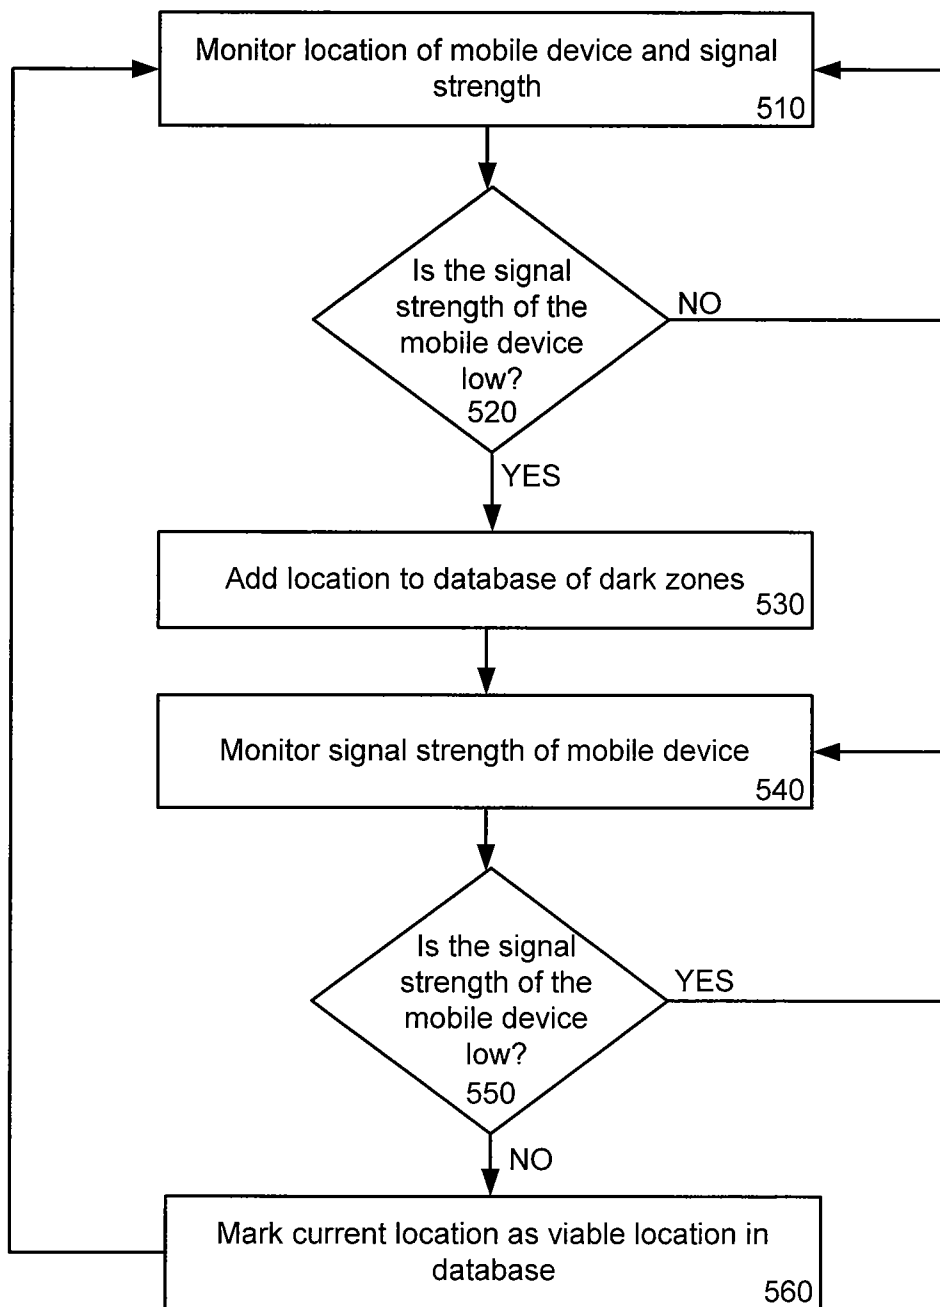 Monitor location of mobile device and signal
strength
510
Is the signal
strength of the
mobile device
low?
520
NO
YES
Add location to database of dark zones
530
Monitor signal strength of mobile device
540
Is the signal
strength of the
mobile device
low?
550
YES
NO
Mark current location as viable location in
database
560